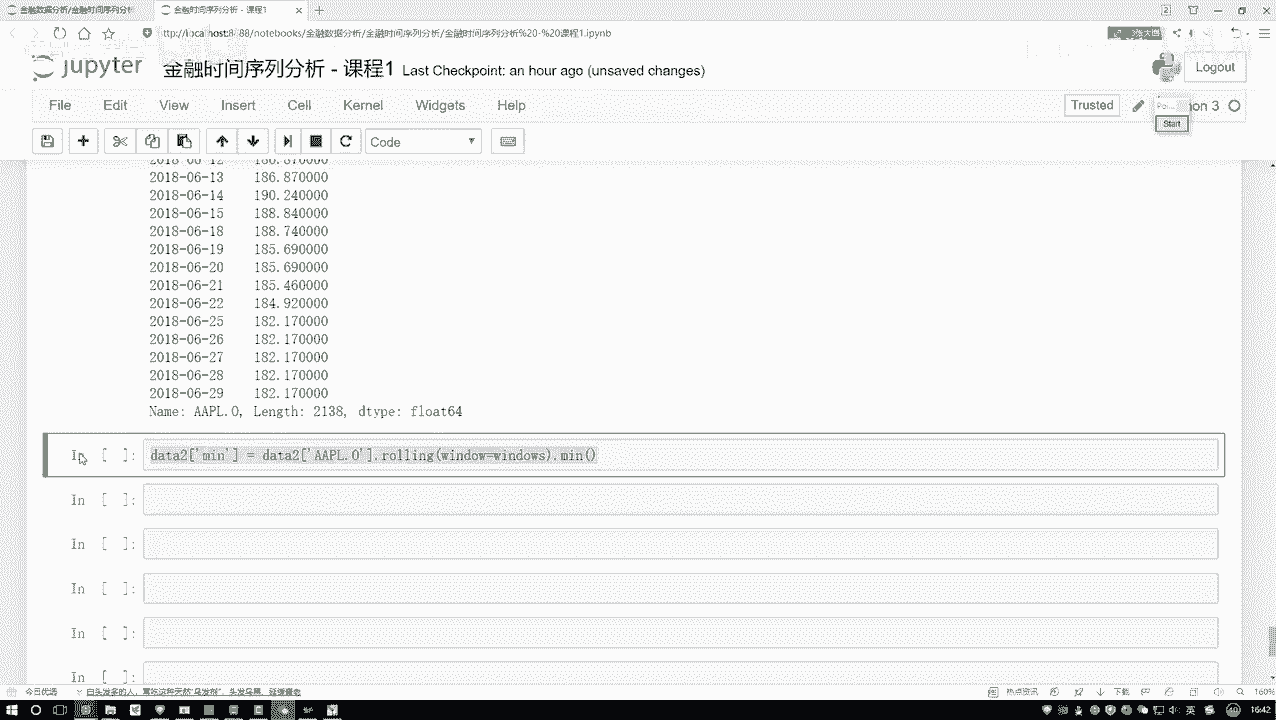 金融数据分析/金融时间序列分析
金融时间序列分析 - 课程1
金融数据分析/金融时间序列分析/金融时间序列分析%20-%20课程1.ipynb
jupyter 金融时间序列分析 - 课程1 Last Checkpoint: an hour ago (unsaved changes)
Logout
File Edit View Insert Cell Kernel Widgets Help
Trusted
on 3
Start
Code
2018-06-12 186.870000
2018-06-13 186.870000
2018-06-14 190.240000
2018-06-15 188.840000
2018-06-18 188.740000
2018-06-19 185.690000
2018-06-20 185.690000
2018-06-21 185.460000
2018-06-22 184.920000
2018-06-25 182.170000
2018-06-26 182.170000
2018-06-27 182.170000
2018-06-28 182.170000
2018-06-29 182.170000
Name: AAPL.O, Length: 2138, dtype: float64
In [ ]: data2['min'] = data2['AAPL.O'].rolling(window=windows).min()
In [ ]:
In [ ]:
In [ ]:
In [ ]:
In [ ]:
今日优选
热点资讯
下载
160%
英
16:42